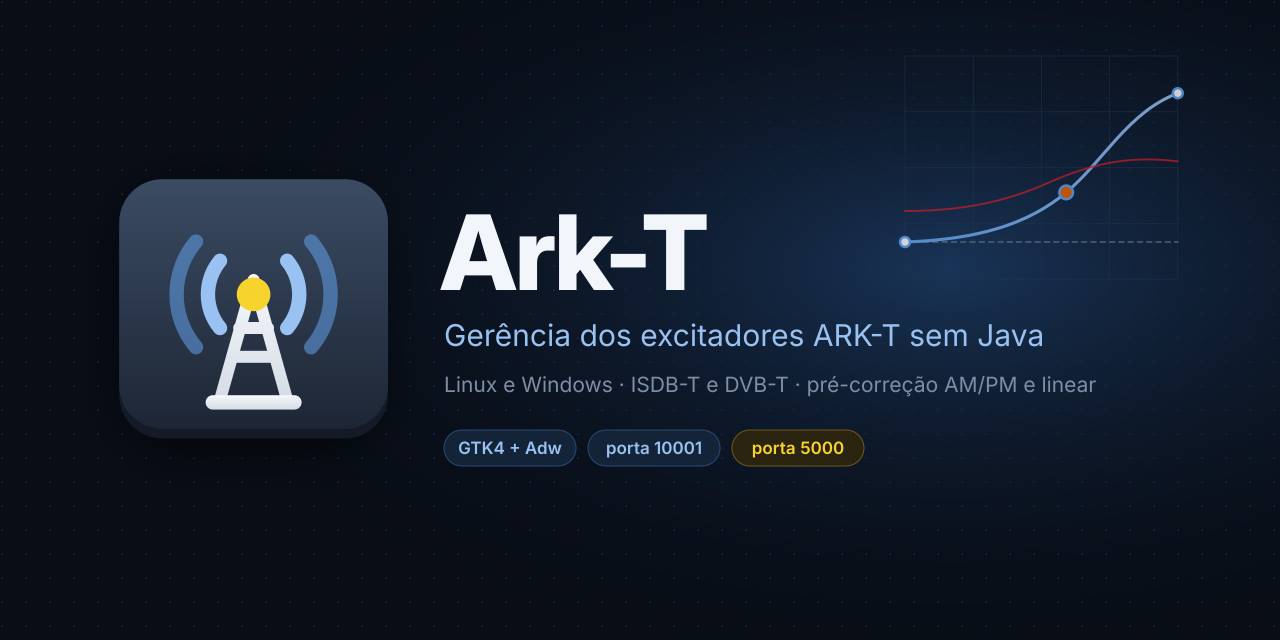 Ark-T
Gerência dos excitadores ARK-T sem Java
Linux e Windows · ISDB-T e DVB-T · pré-correção AM/PM e linear
GTK4 + Adw
porta 10001
porta 5000